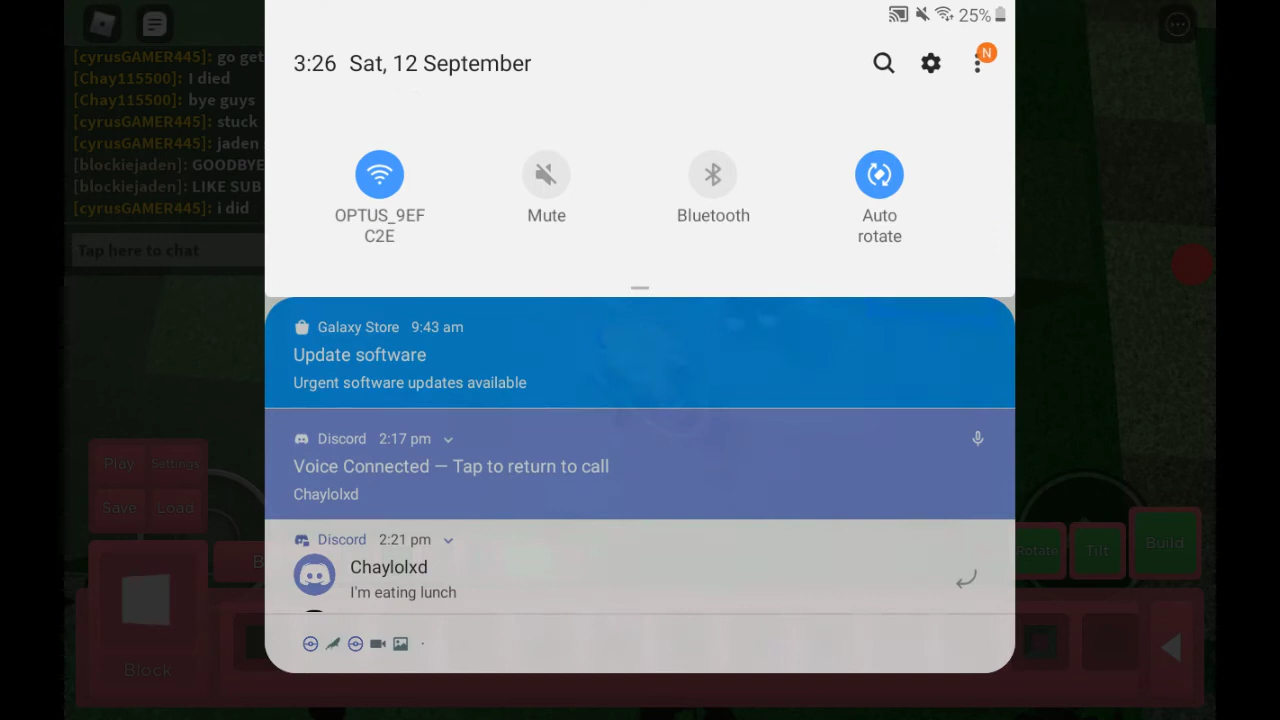 25%
3:26 Sat, 12 September
N
OPTUS_9EF
C2E
Mute
Bluetooth
Auto
rotate
[cyrusGAMER445]: go get
[Chay115500]: I died
[Chay115500]: bye guys
[cyrusGAMER445]: stuck
[cyrusGAMER445]: jaden
[blockiejaden]: GOODBYE
[blockiejaden]: LIKE SUB
[cyrusGAMER445]: i did
Tap here to chat
Galaxy Store 9:43 am
Update software
Urgent software updates available
Discord 2:17 pm
Voice Connected — Tap to return to call
Chaylolxd
Discord 2:21 pm
Chaylolxd
I'm eating lunch
Play Settings
Save Load
B
Block
Rotate
Tilt
Build